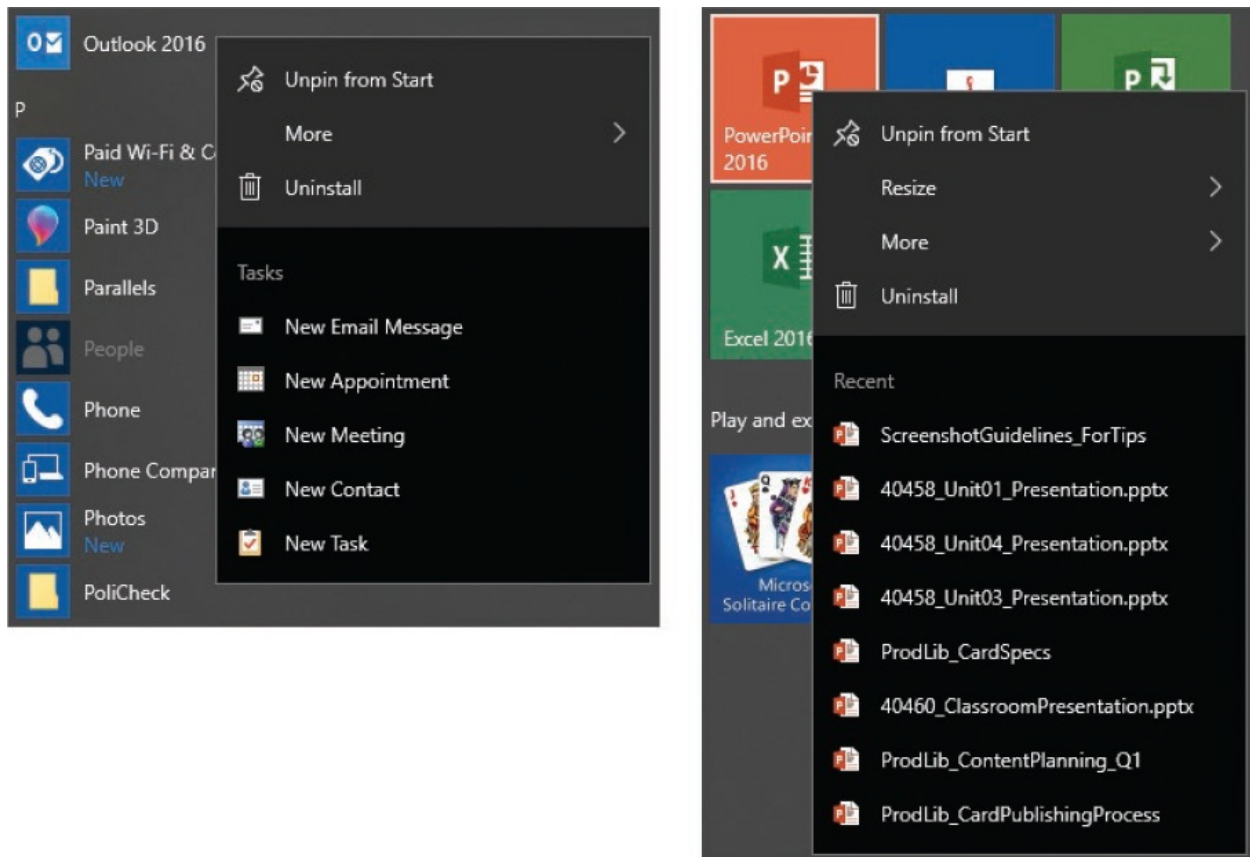 Outlook 2016
Unpin from Start
More
Uninstall
P
Paid Wi-Fi & C
New
Paint 3D
Parallels
People
Phone
Phone Compar
Photos
New
PoliCheck
Tasks
New Email Message
New Appointment
New Meeting
New Contact
New Task
PowerPoin
2016
Excel 2016
Play and ex
Micros
Solitaire Co
Unpin from Start
Resize
More
Uninstall
Recent
ScreenshotGuidelines_ForTips
40458_Unit01_Presentation.pptx
40458_Unit04_Presentation.pptx
40458_Unit03_Presentation.pptx
ProdLib_CardSpecs
40460_ClassroomPresentation.pptx
ProdLib_ContentPlanning_Q1
ProdLib_CardPublishingProcess